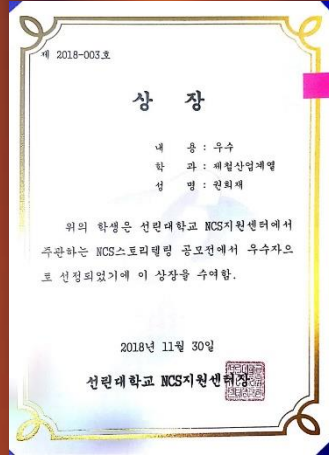 제 2018-003호
상 장
내 용 : 우수
학 과 : 제철산업계열
성 명 : 권희재
위의 학생은 선린대학교 NCS지원센터에서
주관하는 NCS스토리텔링 공모전에서 우수자으
로 선정되었기에 이 상장을 수여함.
2018년 11월 30일
선린대학교 NCS지원센터장